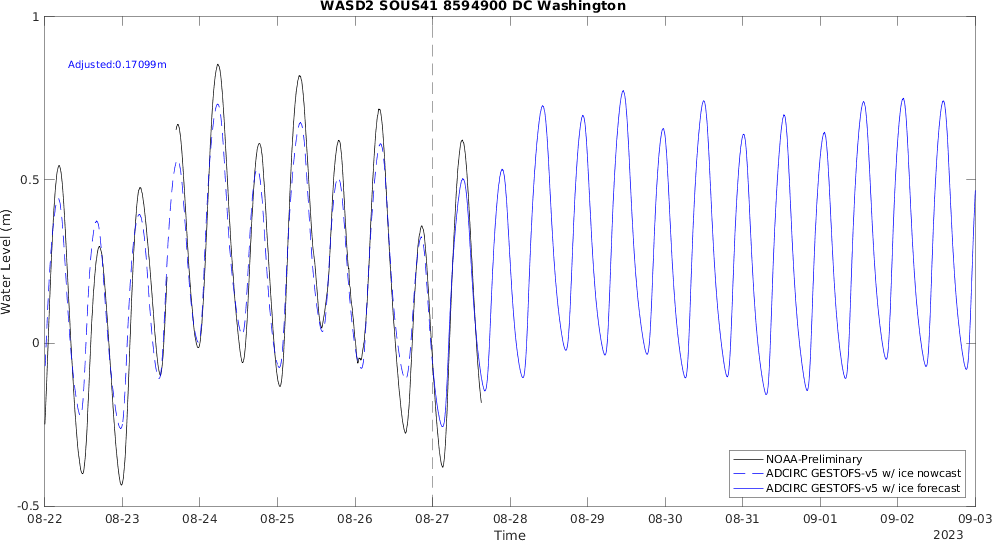 WASD2 SOUS41 8594900 DC Washington
Adjusted:0.17099m
1
0.5
0
-0.5
Water Level (m)
NOAA-Preliminary
ADCIRC GESTOFS-v5 w/ ice nowcast
ADCIRC GESTOFS-v5 w/ ice forecast
08-22 08-23 08-24 08-25 08-26 08-27 08-28 08-29 08-30 08-31 09-01 09-02 09-03
Time
2023